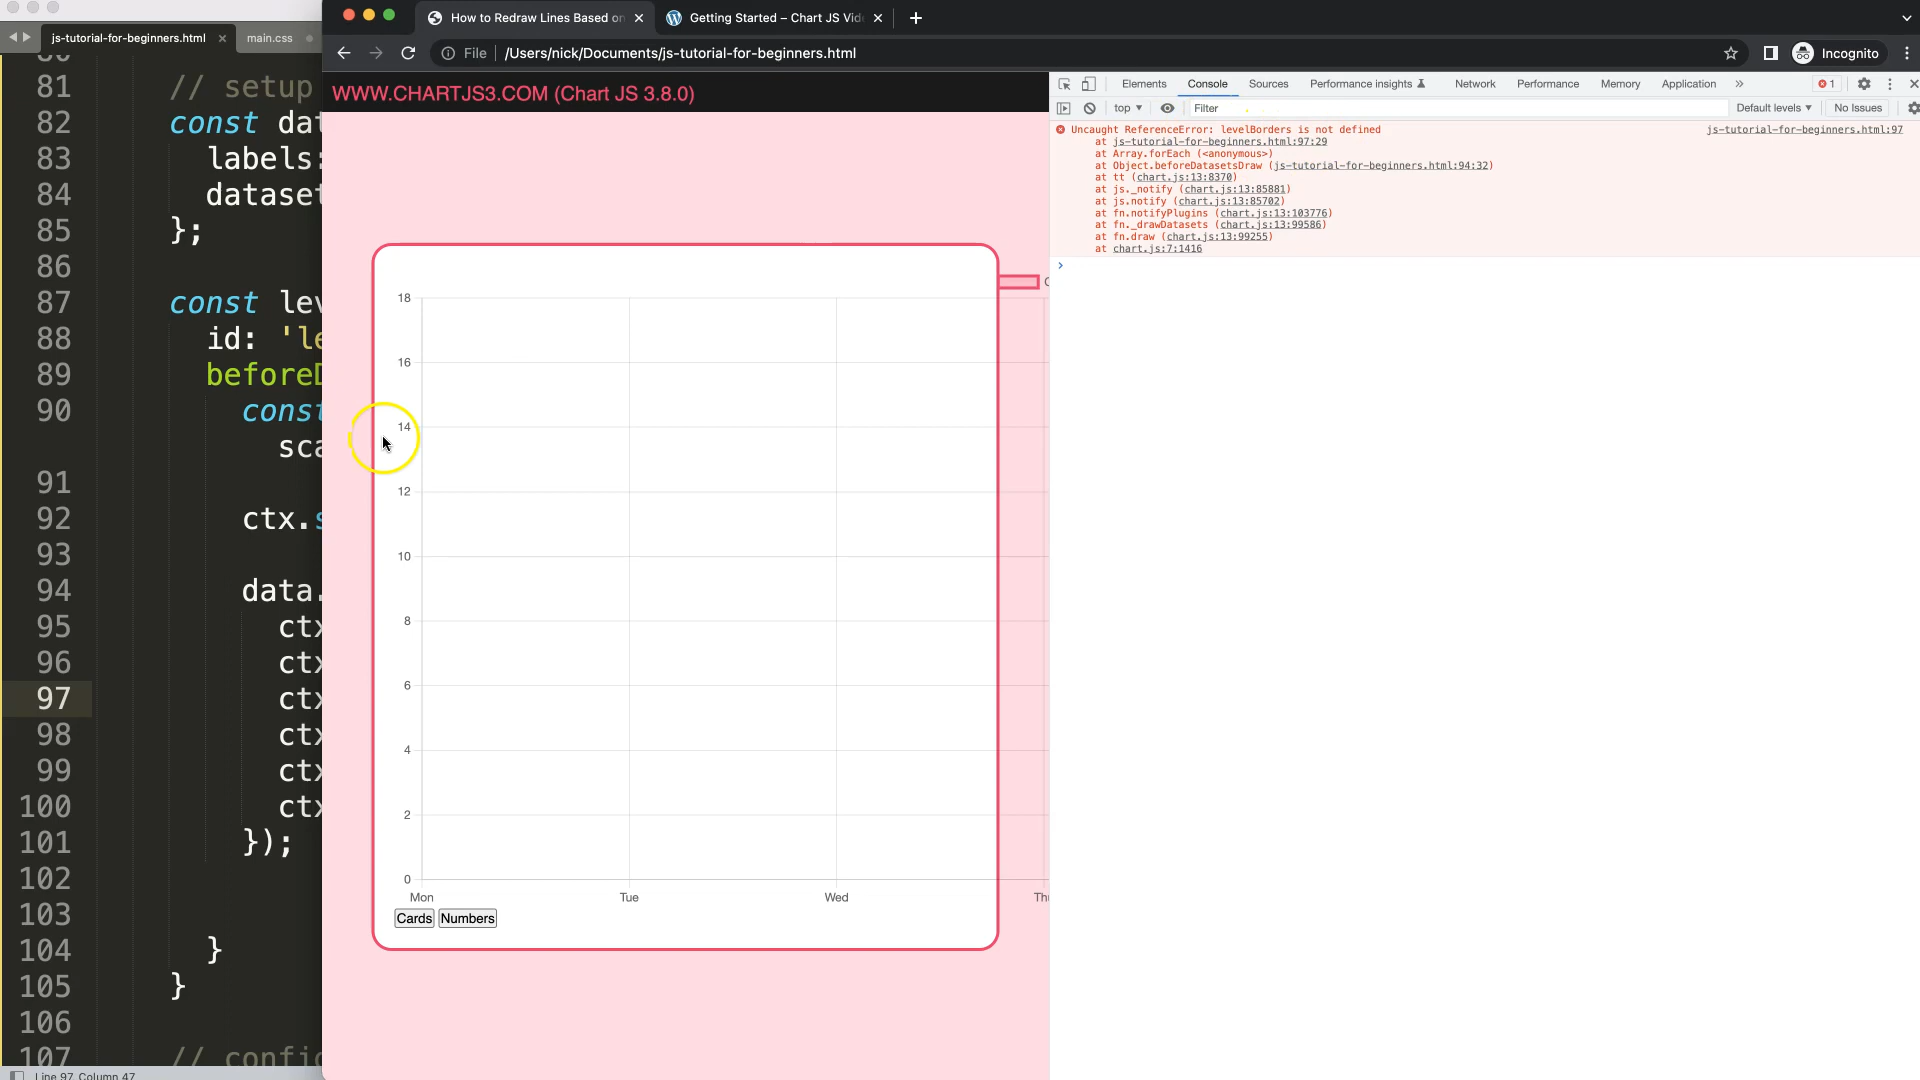 js-tutorial-for-beginners.html
main.css
81 // setup
82 const dat
83 labels:
84 dataset
85 };
86
87 const lev
88 id: 'le
89 beforeD
90 const
sca
91
92 ctx.s
93
94 data.
95 ctx
96 ctx
97 ctx
98 ctx
99 ctx
100 ctx
101 });
102
103
104 }
105 }
106
107 // config
Line 97, Column 47
How to Redraw Lines Based on
Getting Started – Chart JS Vid
File /Users/nick/Documents/js-tutorial-for-beginners.html
Incognito
WWW.CHARTJS3.COM (Chart JS 3.8.0)
18
16
14
12
10
8
6
4
2
0
Mon Tue Wed Thu
Cards Numbers
Elements Console Sources Performance insights Network Performance Memory Application » 1
top Filter Default levels No Issues
Uncaught ReferenceError: levelBorders is not defined js-tutorial-for-beginners.html:97
at js-tutorial-for-beginners.html:97:29
at Array.forEach (<anonymous>)
at Object.beforeDatasetsDraw (js-tutorial-for-beginners.html:94:32)
at tt (chart.js:13:8370)
at js._notify (chart.js:13:85881)
at js.notify (chart.js:13:85702)
at fn.notifyPlugins (chart.js:13:103776)
at fn._drawDatasets (chart.js:13:99586)
at fn.draw (chart.js:13:99255)
at chart.js:7:1416